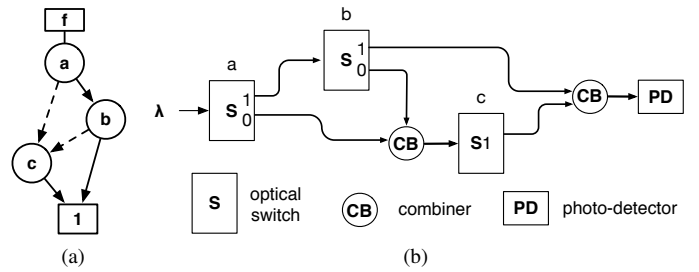 f
a
b
c
1
(a)
λ
a
S 1
0
b
S 1
0
CB
c
S1
CB
PD
S optical switch
CB combiner
PD photo-detector
(b)